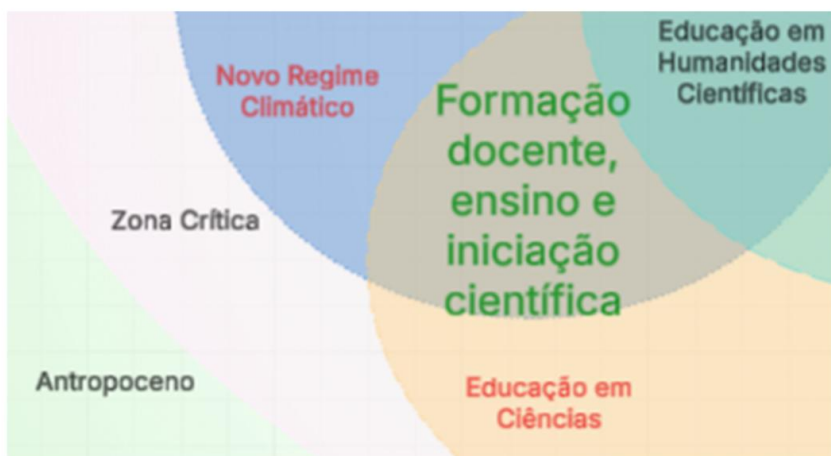 Educação em
Humanidades
Científicas
Novo Regime
Climático
Formação
docente,
ensino e
iniciação
científica
Zona Crítica
Antropoceno
Educação em
Ciências